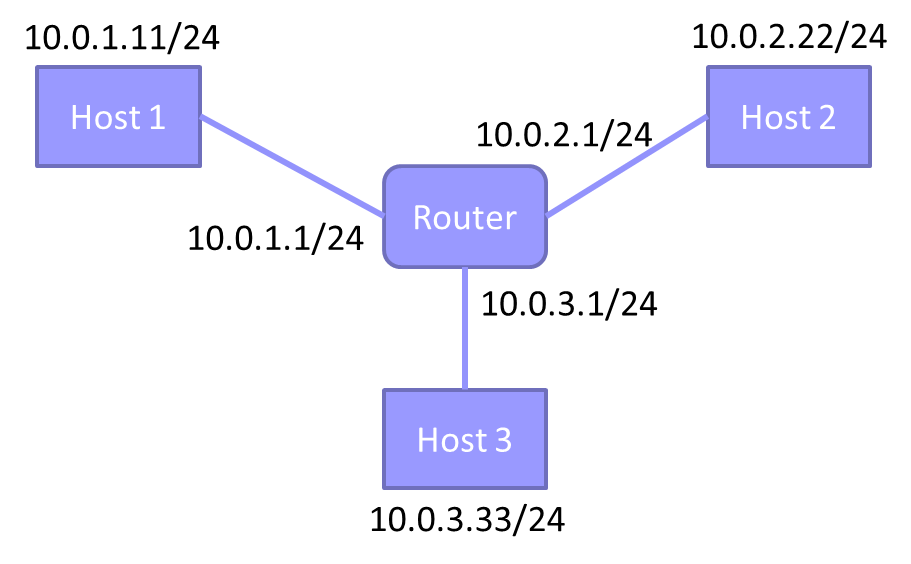 10.0.1.11/24
10.0.2.22/24
Host 1
Host 2
10.0.2.1/24
Router
10.0.1.1/24
10.0.3.1/24
Host 3
10.0.3.33/24